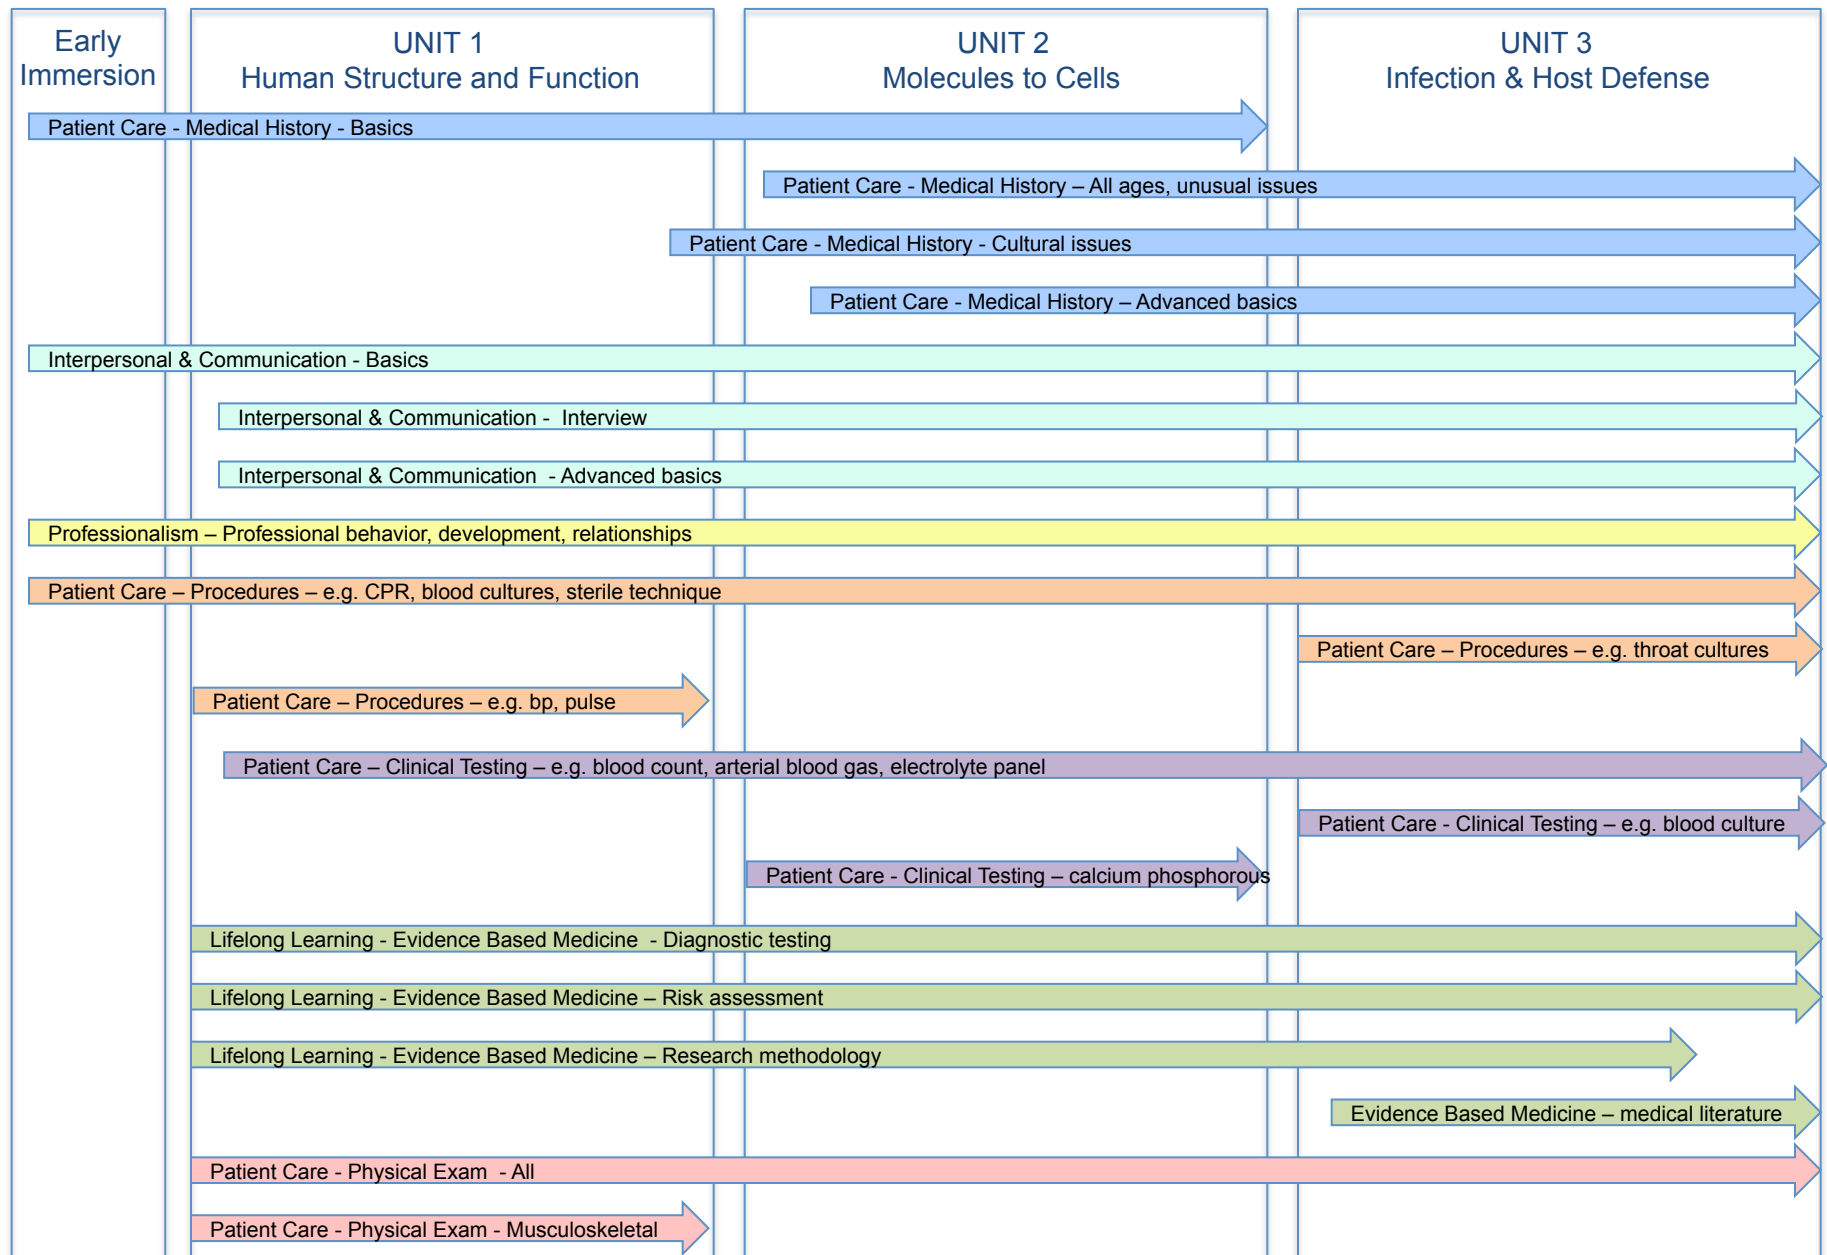 Early
Immersion
UNIT 1
Human Structure and Function
UNIT 2
Molecules to Cells
UNIT 3
Infection & Host Defense
Patient Care - Medical History - Basics
Patient Care - Medical History – All ages, unusual issues
Patient Care - Medical History - Cultural issues
Patient Care - Medical History – Advanced basics
Interpersonal & Communication - Basics
Interpersonal & Communication -  Interview
Interpersonal & Communication  - Advanced basics
Professionalism – Professional behavior, development, relationships
Patient Care – Procedures – e.g. CPR, blood cultures, sterile technique
Patient Care – Procedures – e.g. throat cultures
Patient Care – Procedures – e.g. bp, pulse
Patient Care – Clinical Testing – e.g. blood count, arterial blood gas, electrolyte panel
Patient Care - Clinical Testing – e.g. blood culture
Patient Care - Clinical Testing – calcium phosphorous
Lifelong Learning - Evidence Based Medicine  - Diagnostic testing
Lifelong Learning - Evidence Based Medicine – Risk assessment
Lifelong Learning - Evidence Based Medicine – Research methodology
Evidence Based Medicine – medical literature
Patient Care - Physical Exam  - All
Patient Care - Physical Exam - Musculoskeletal